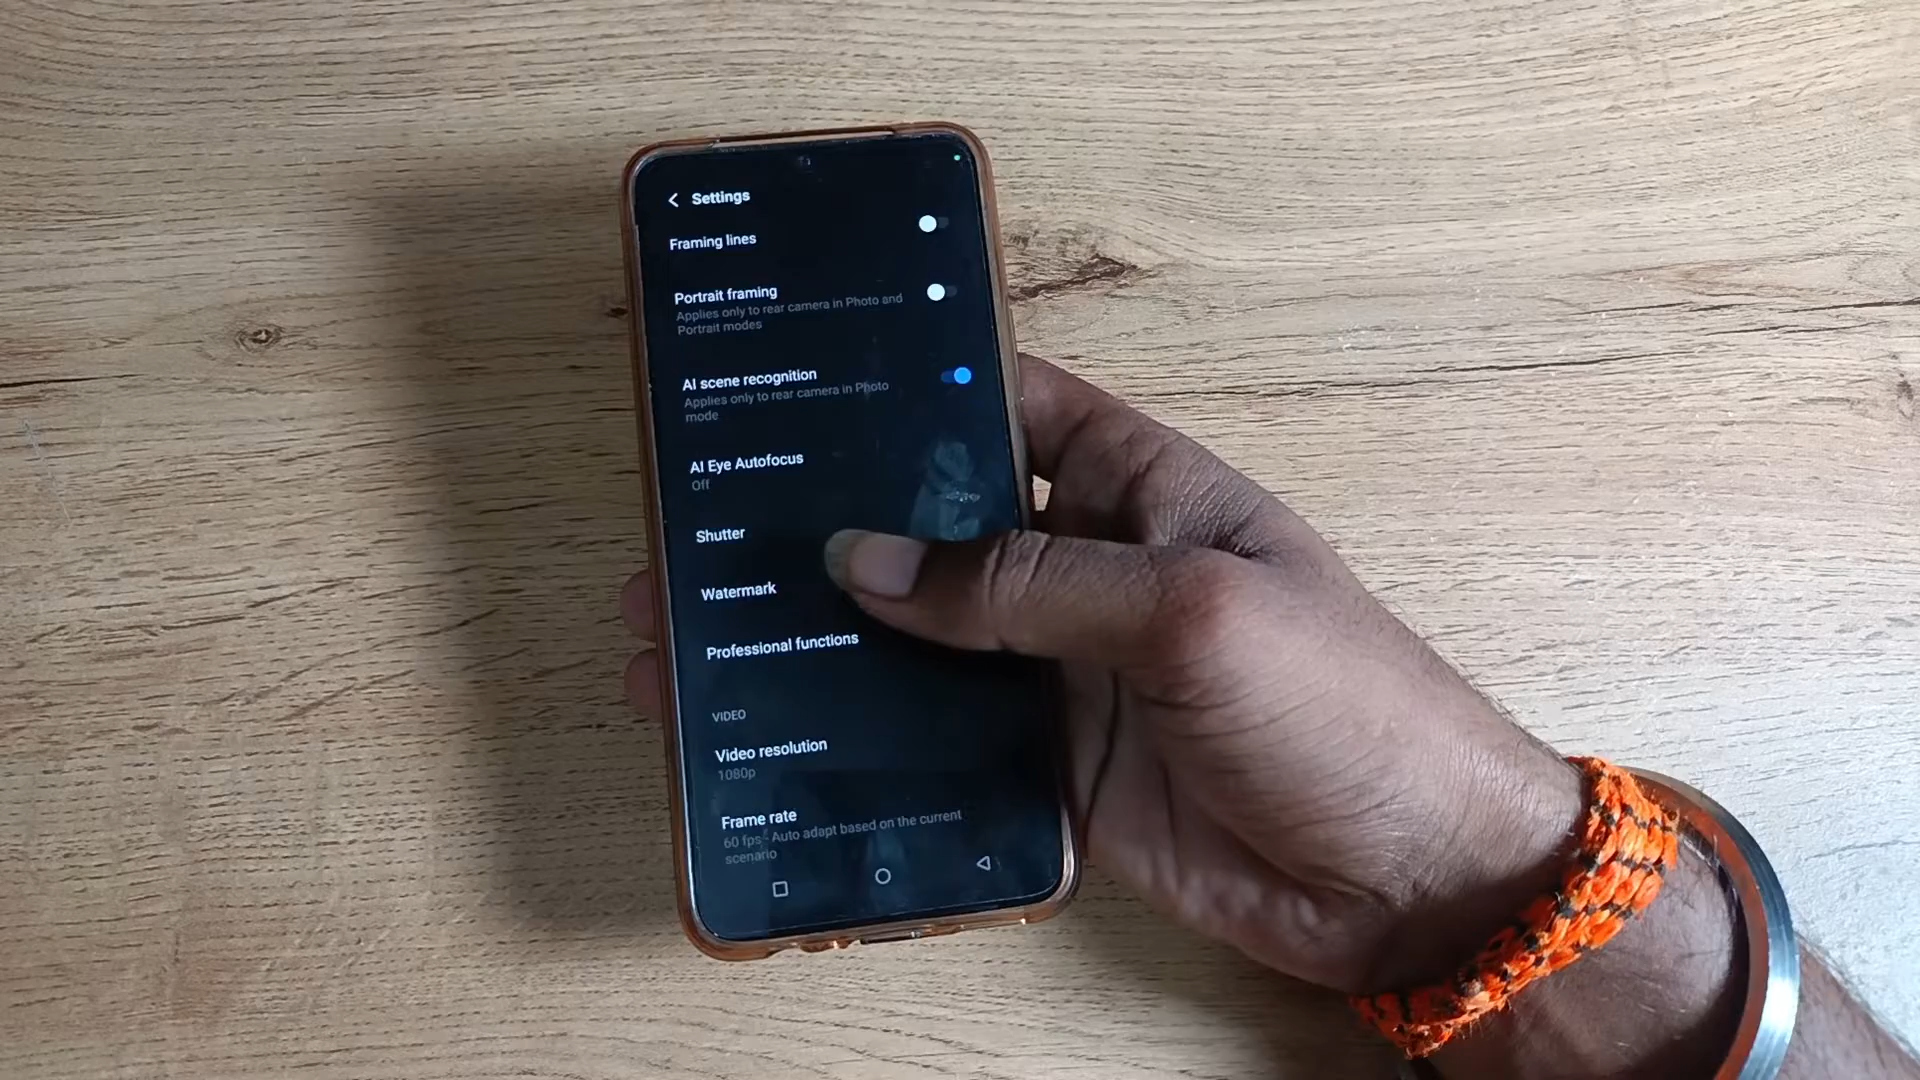 Settings
Framing lines
Portrait framing
Applies only to rear camera in Photo and
Portrait modes
AI scene recognition
Applies only to rear camera in Photo
mode
AI Eye Autofocus
Off
Shutter
Watermark
Professional functions
VIDEO
Video resolution
1080p
Frame rate
60 fps - Auto adapt based on the current
scenario